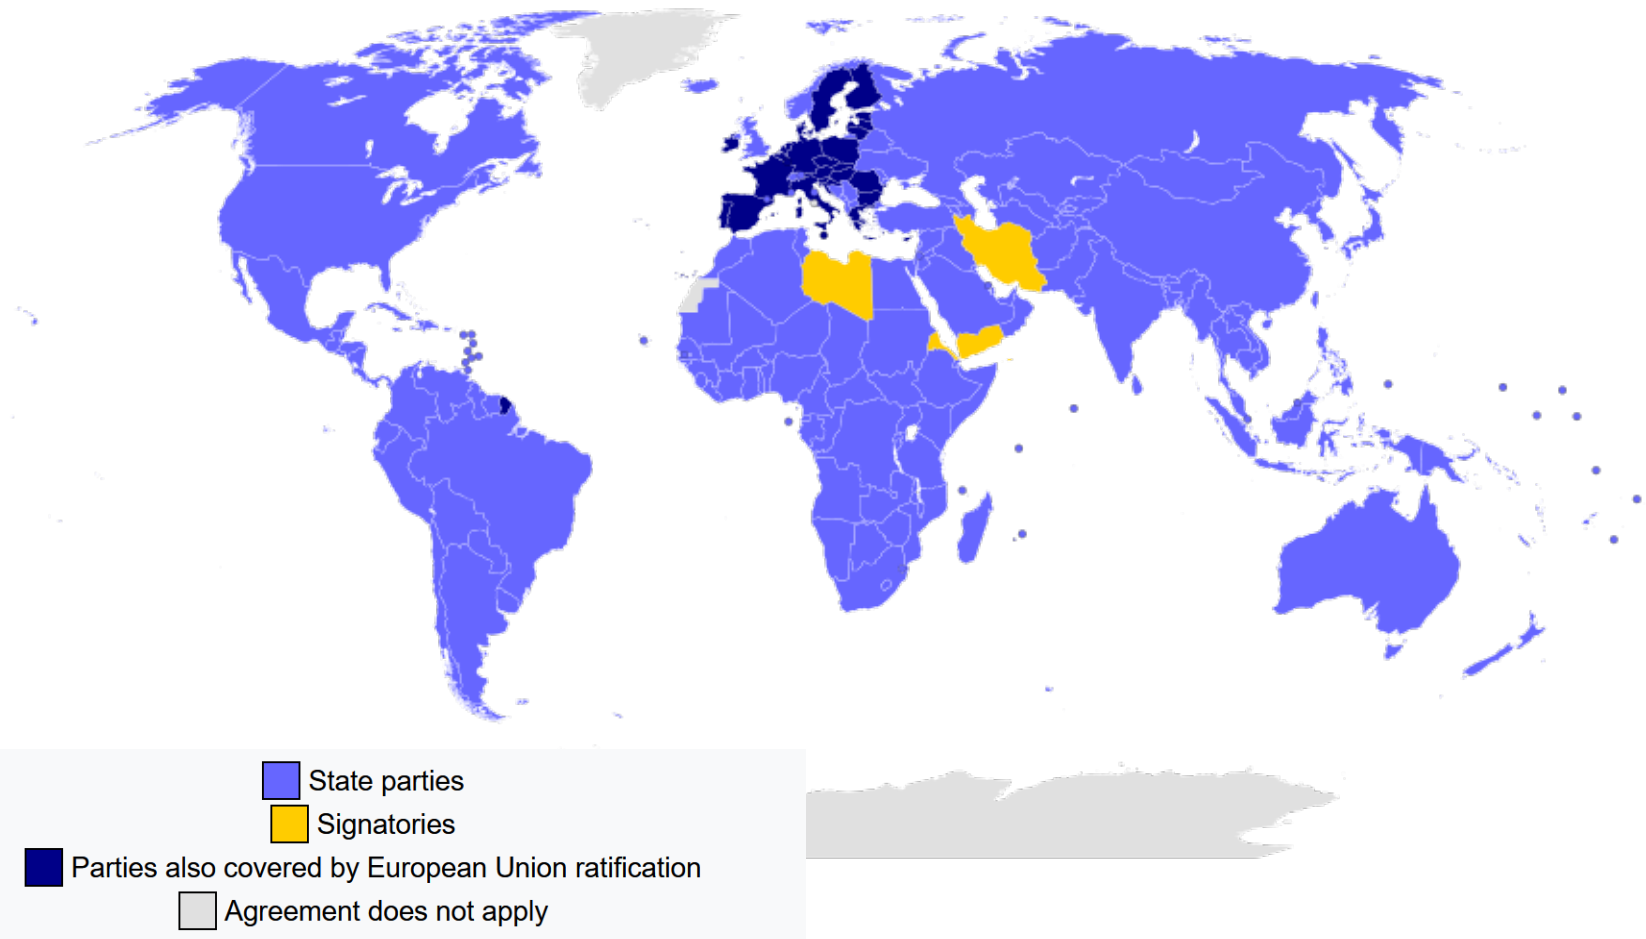 State parties
Signatories
Parties also covered by European Union ratification
Agreement does not apply